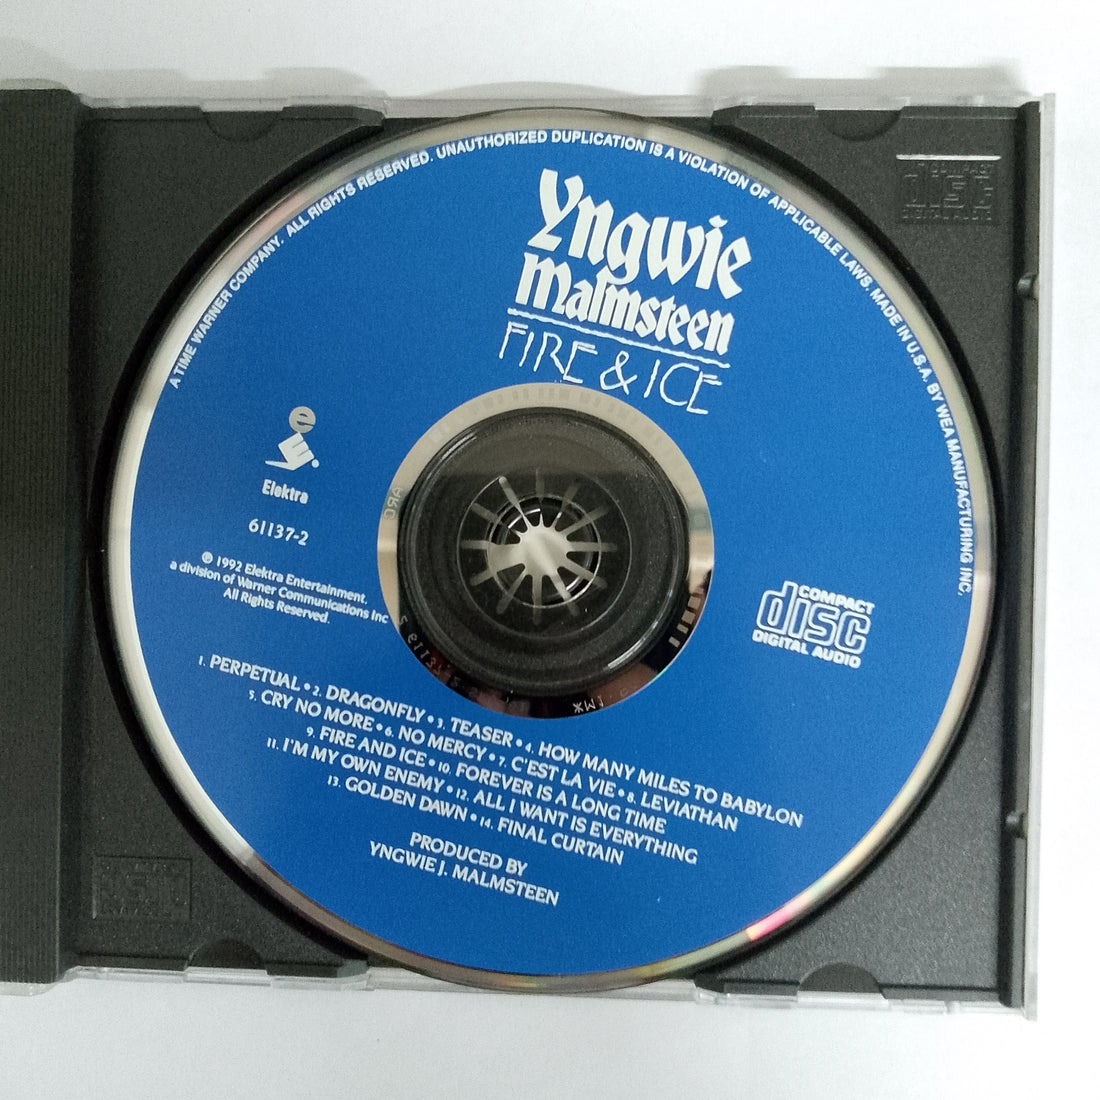 A TIME WARNER COMPANY. ALL RIGHTS RESERVED. UNAUTHORIZED DUPLICATION IS A VIOLATION OF APPLICABLE LAWS. MADE IN U.S.A. BY WEA MANUFACTURING INC.
Yngwie
Malmsteen
FIRE & ICE
e
Elektra
61137-2
℗ 1992 Elektra Entertainment,
a division of Warner Communications Inc
All Rights Reserved.
COMPACT
disc
DIGITAL AUDIO
1. PERPETUAL • 2. DRAGONFLY • 3. TEASER • 4. HOW MANY MILES TO BABYLON
5. CRY NO MORE • 6. NO MERCY • 7. C'EST LA VIE • 8. LEVIATHAN
9. FIRE AND ICE • 10. FOREVER IS A LONG TIME
11. I'M MY OWN ENEMY • 12. ALL I WANT IS EVERYTHING
13. GOLDEN DAWN • 14. FINAL CURTAIN
PRODUCED BY
YNGWIE J. MALMSTEEN
COMPACT
DISC
DIGITAL AUDIO